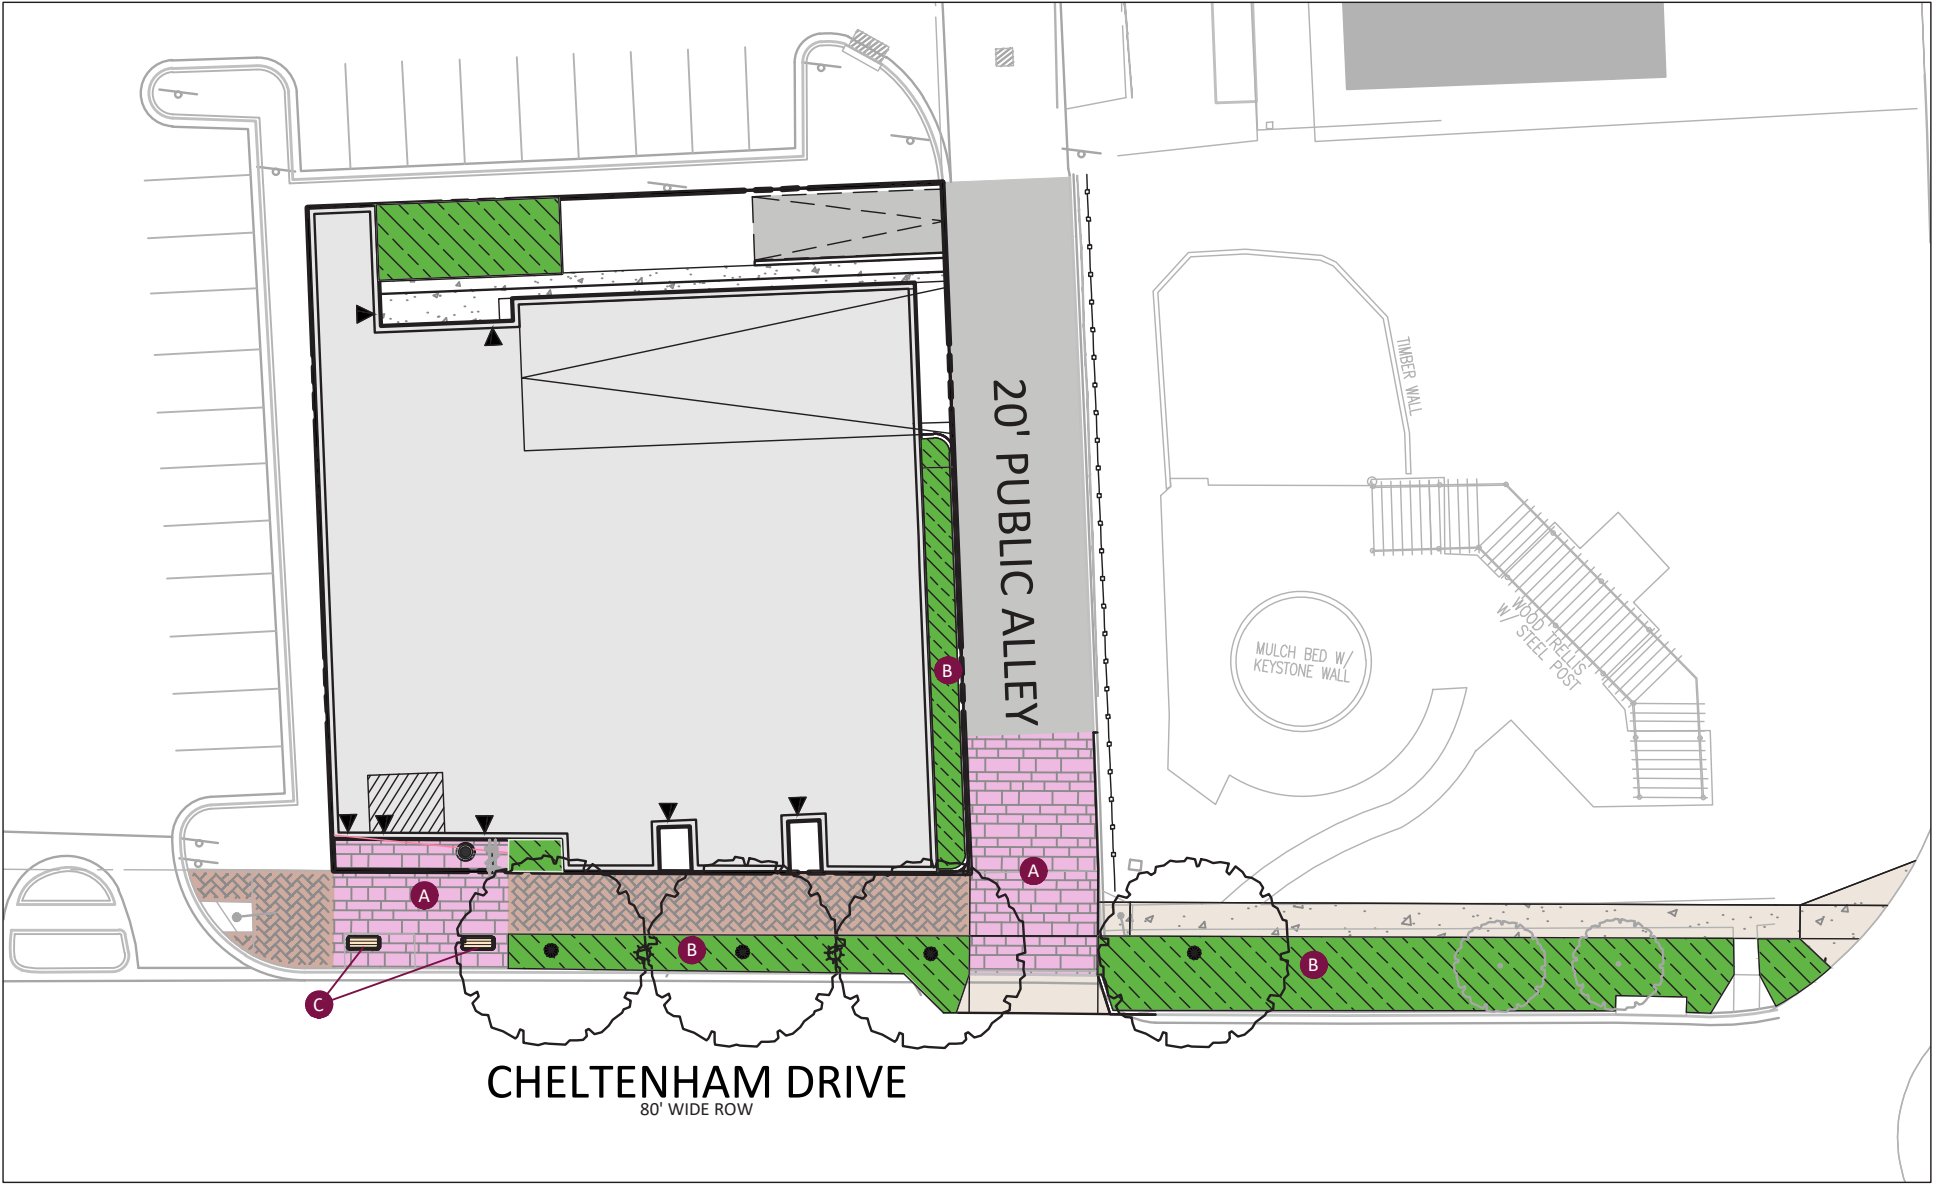 TIMBER WALL
20' PUBLIC ALLEY
WOOD TRELLIS
W/ STEEL POST
MULCH BED W/
KEYSTONE WALL
B
A
A
B
B
C
CHELTENHAM DRIVE
80' WIDE ROW